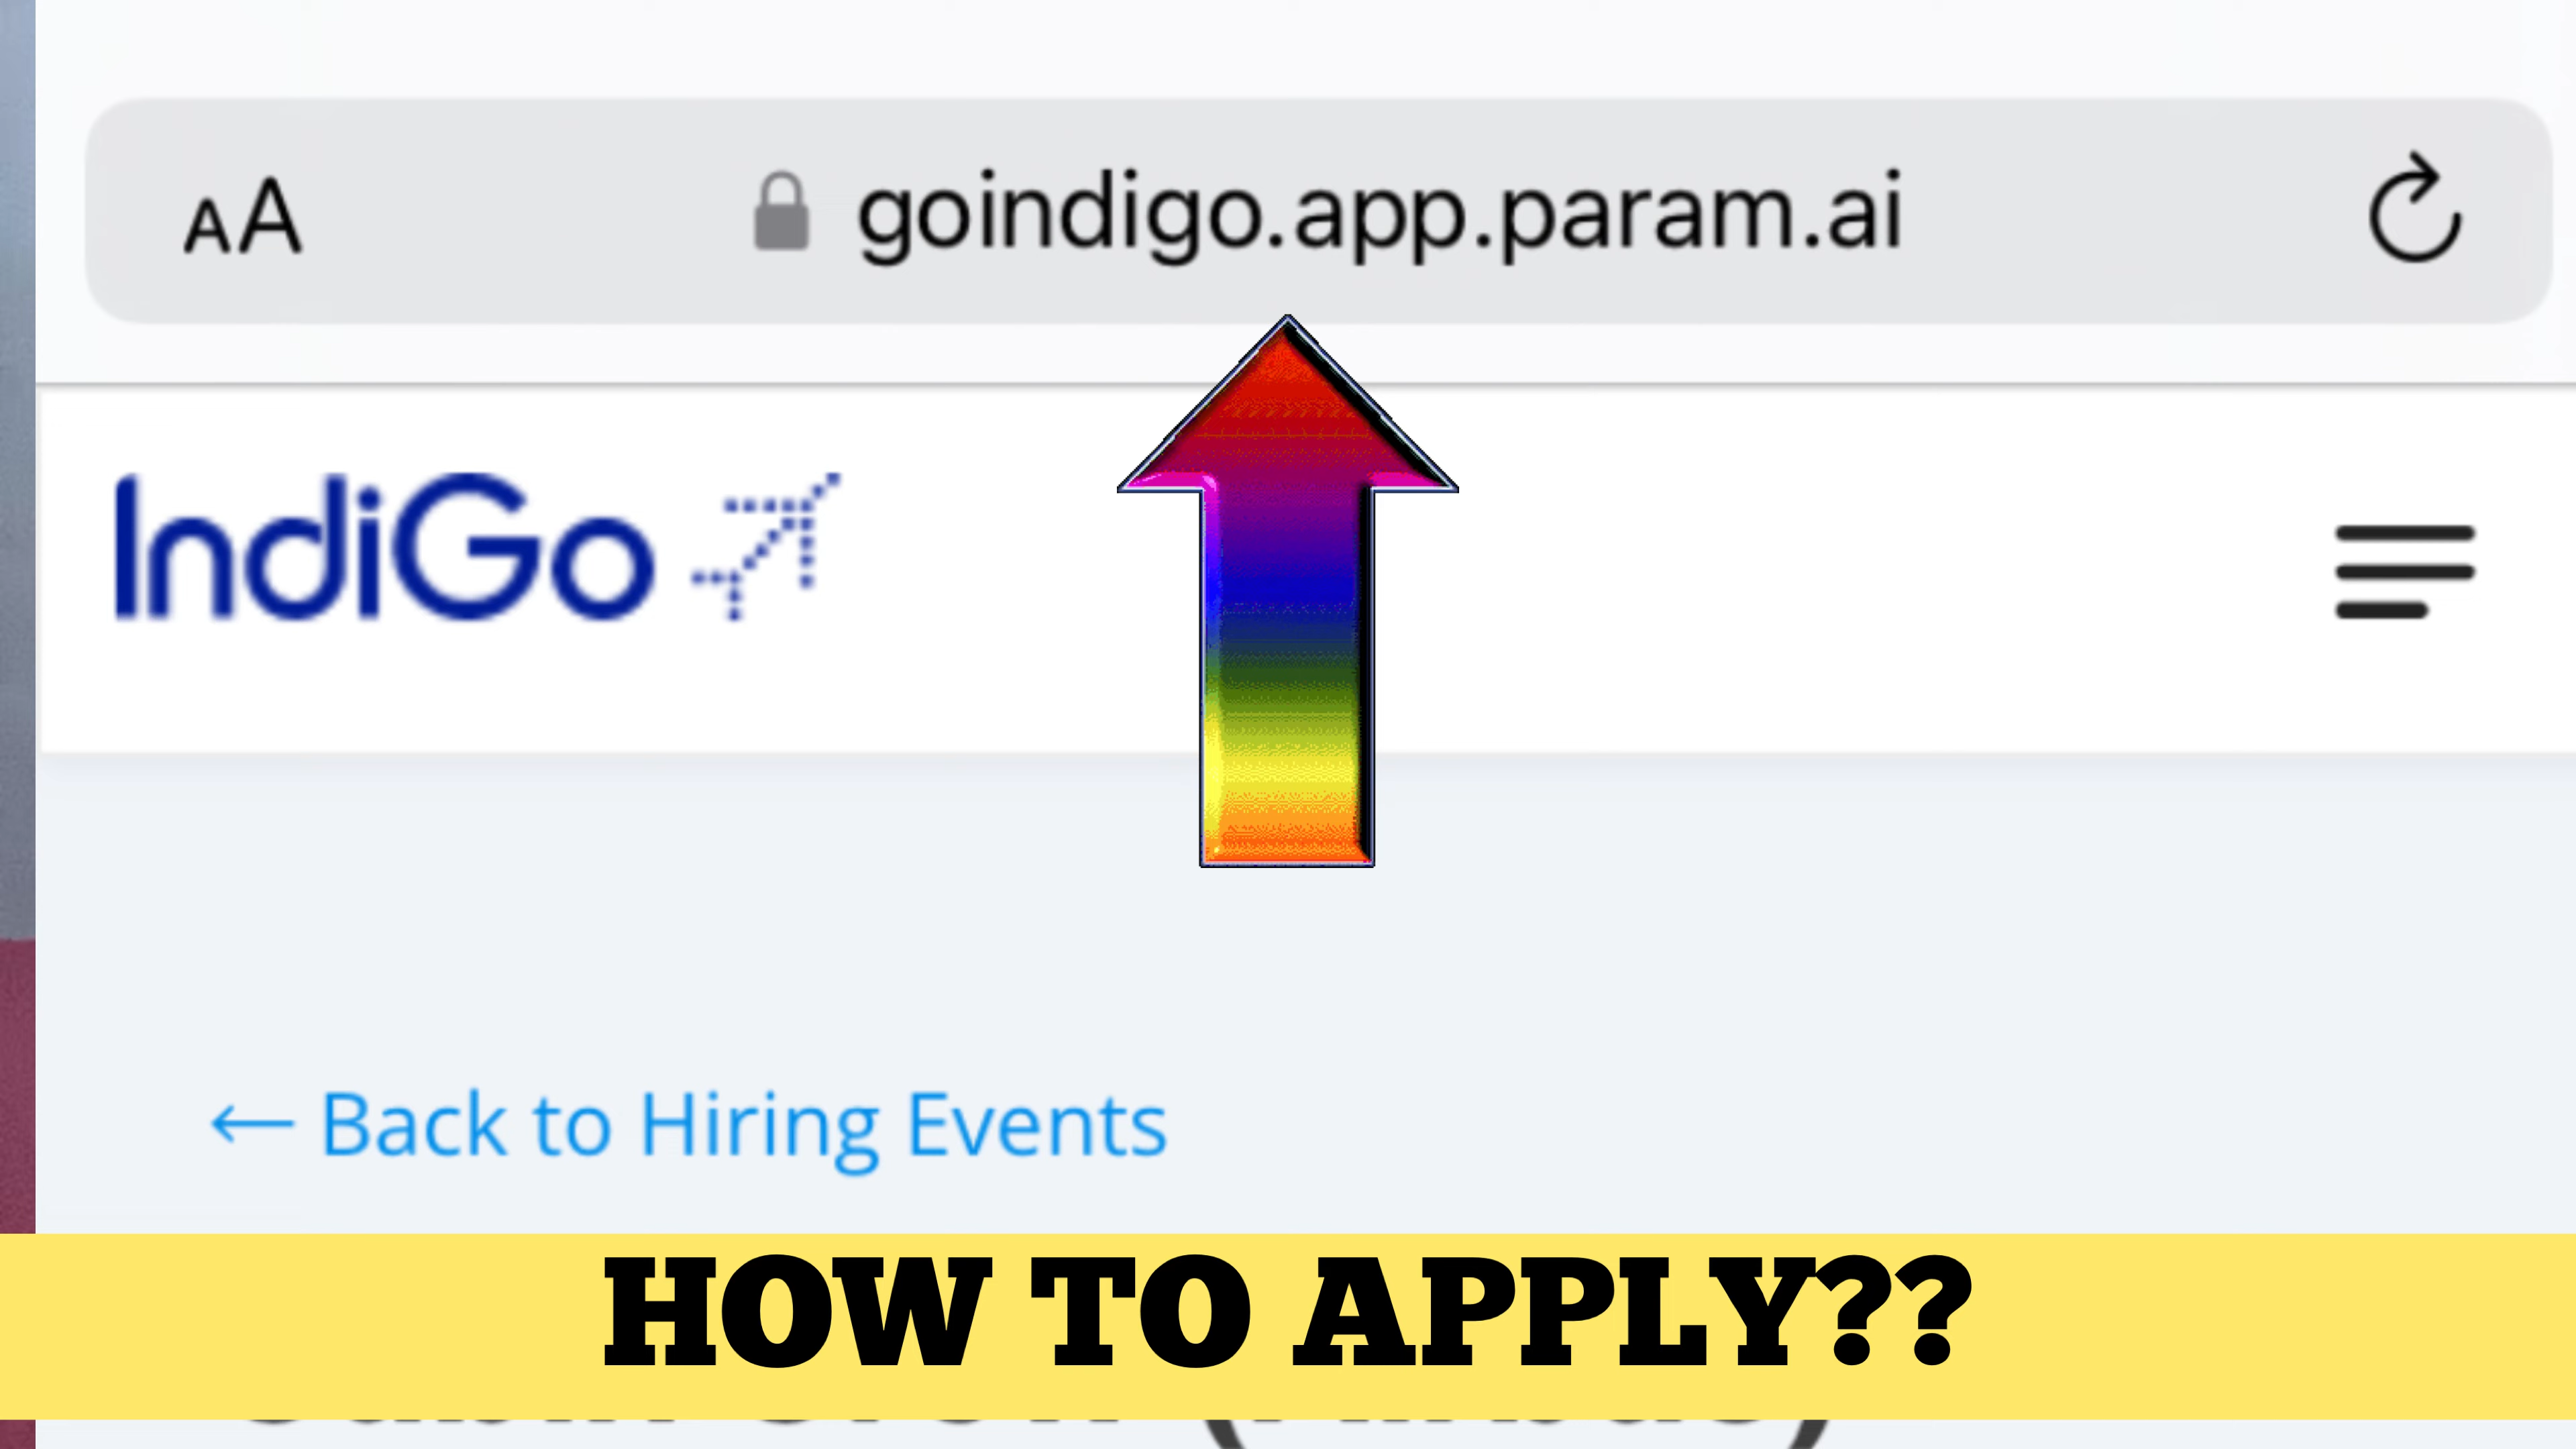 AA goindigo.app.param.ai
IndiGo
← Back to Hiring Events
HOW TO APPLY??